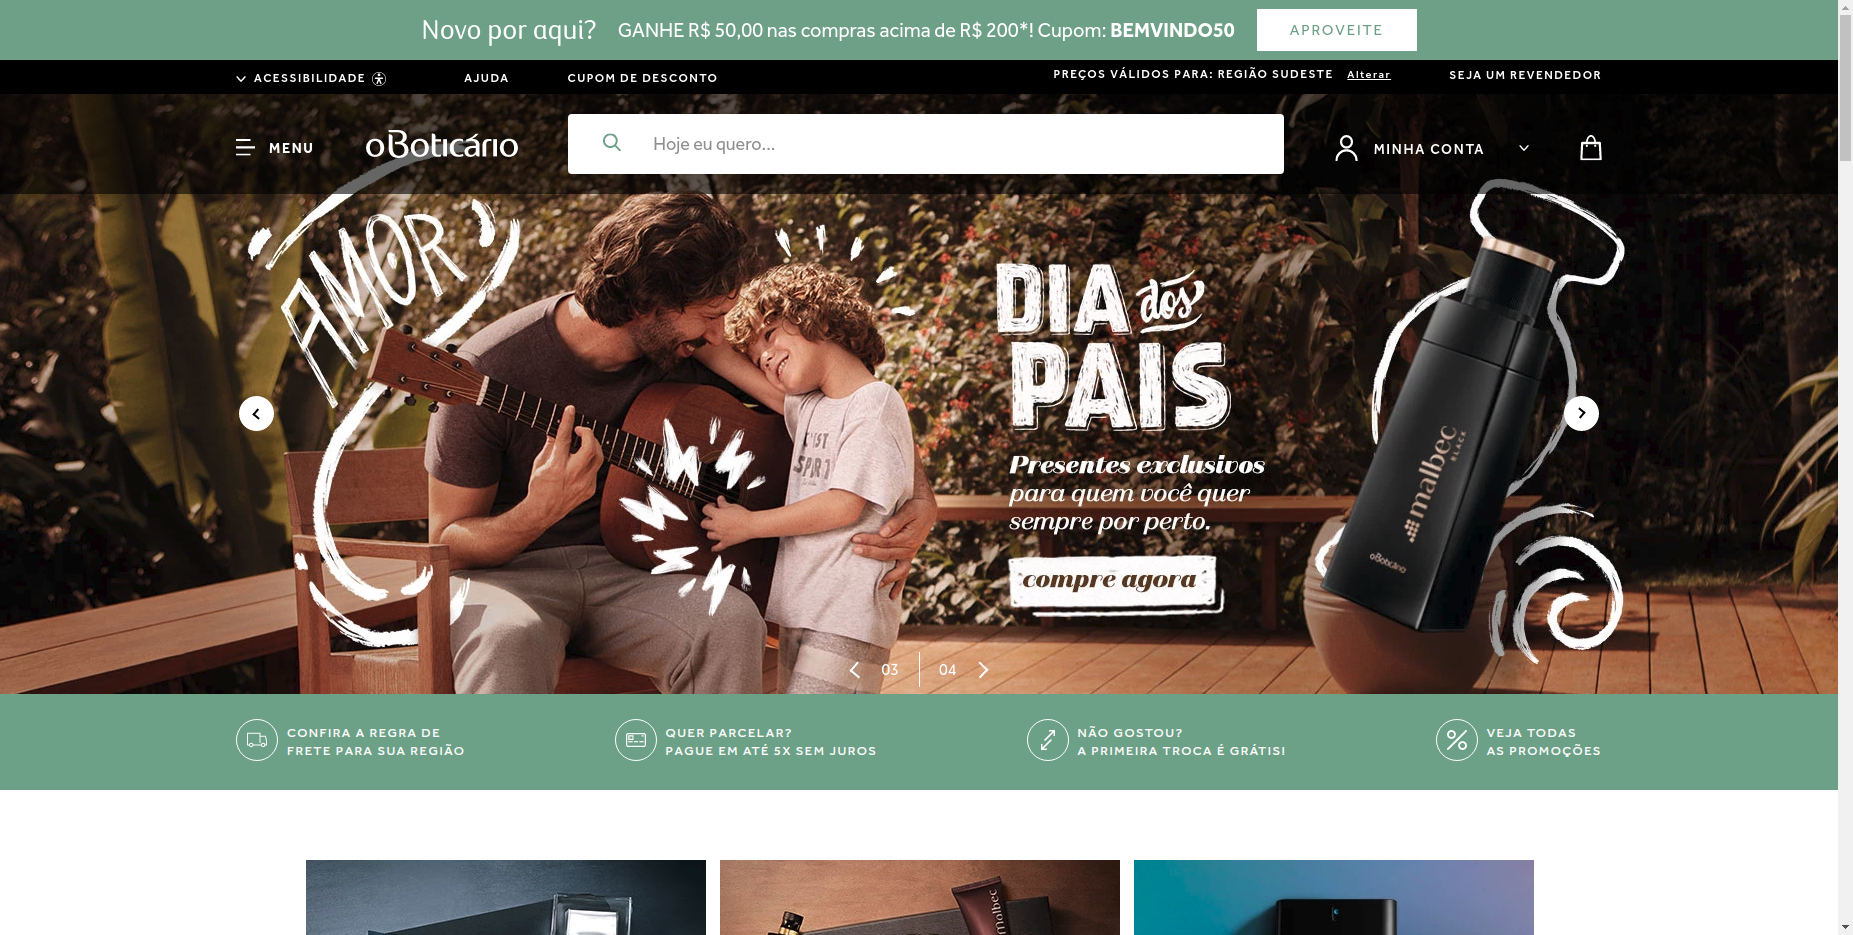 Novo por aqui? GANHE R$ 50,00 nas compras acima de R$ 200*! Cupom: BEMVINDO50 APROVEITE
ACESSIBILIDADE AJUDA CUPOM DE DESCONTO PREÇOS VÁLIDOS PARA: REGIÃO SUDESTE Alterar SEJA UM REVENDEDOR
MENU oBoticário Hoje eu quero... MINHA CONTA
AMOR
DIA dos
PAIS
Presentes exclusivos
para quem você quer
sempre por perto.
compre agora
malbec
BLACK
oBoticário
03 04
CONFIRA A REGRA DE
FRETE PARA SUA REGIÃO
QUER PARCELAR?
PAGUE EM ATÉ 5X SEM JUROS
NÃO GOSTOU?
A PRIMEIRA TROCA É GRÁTIS!
VEJA TODAS
AS PROMOÇÕES
malbec